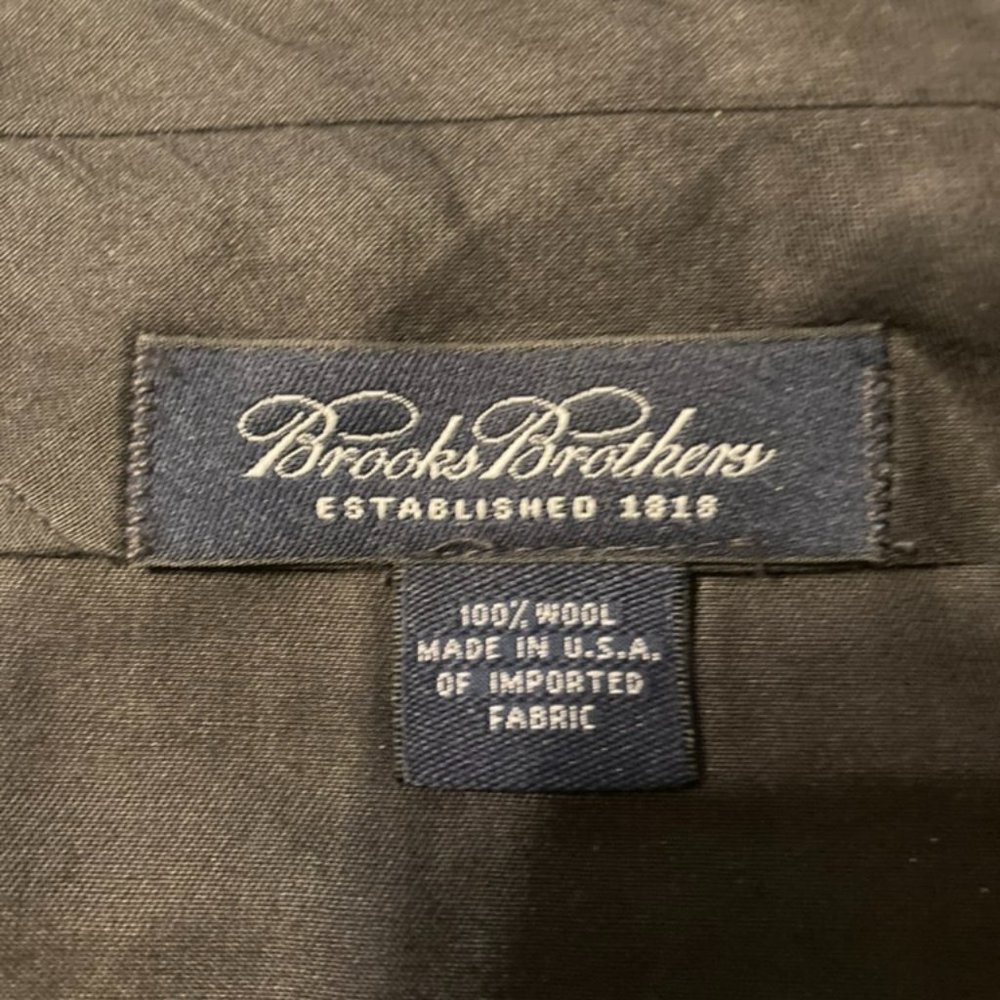 Brooks Brothers
ESTABLISHED 1818
100% WOOL
MADE IN U.S.A.
OF IMPORTED
FABRIC